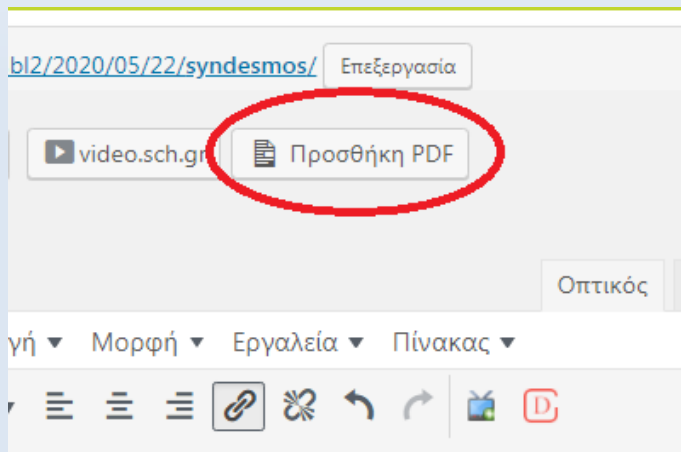 bl2/2020/05/22/syndesmos/ Επεξεργασία
video.sch.gr Προσθήκη PDF
Οπτικός
γή Μορφή Εργαλεία Πίνακας
D